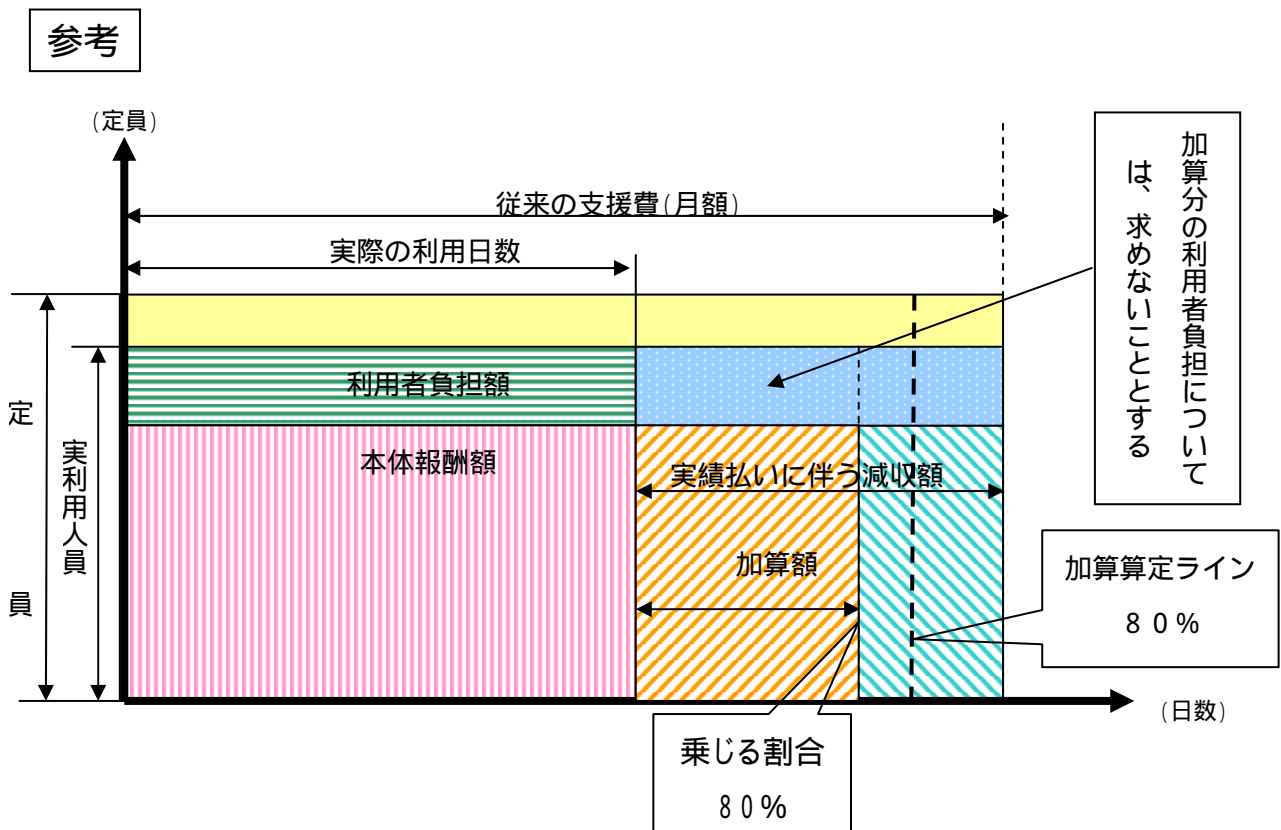 参考
(定員)
従来の支援費(月額)
実際の利用日数
加算分の利用者負担について
は、求めないこととする
利用者負担額
定員
実利用人員
本体報酬額
実績払いに伴う減収額
加算額
加算算定ライン
80%
(日数)
乗じる割合
80%